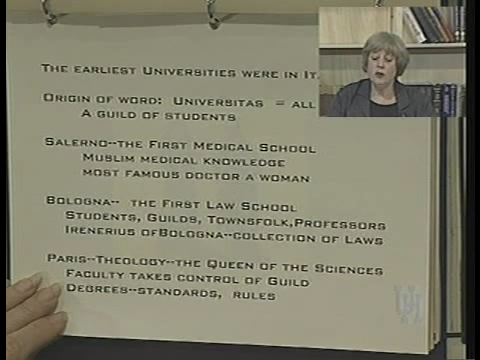 The earliest Universities were in It
Origin of word: Universitas = all
A guild of students
Salerno--the First Medical School
Muslim medical knowledge
most famous doctor a woman
Bologna-- the First Law School
Students, Guilds, Townsfolk,Professors
Irenerius ofBologna--collection of Laws
Paris--Theology--the Queen of the Sciences
Faculty takes control of Guild
Degrees--standards, rules